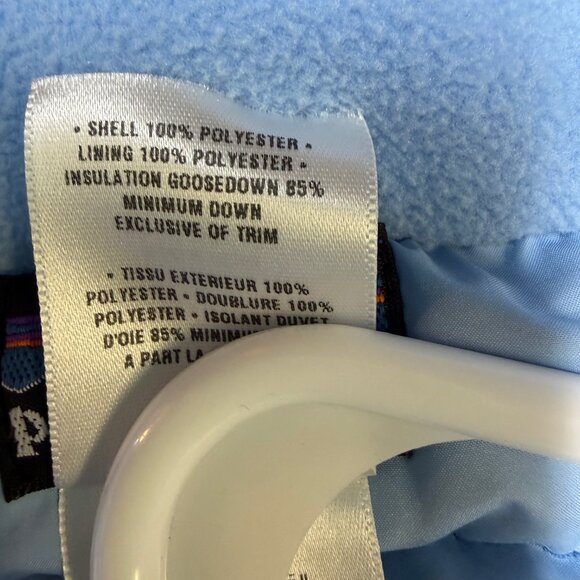 • SHELL 100% POLYESTER •
LINING 100% POLYESTER •
INSULATION GOOSEDOWN 85%
MINIMUM DOWN
EXCLUSIVE OF TRIM
• TISSU EXTERIEUR 100%
POLYESTER • DOUBLURE 100%
POLYESTER • ISOLANT DUVET
D'OIE 85%
A PART LA